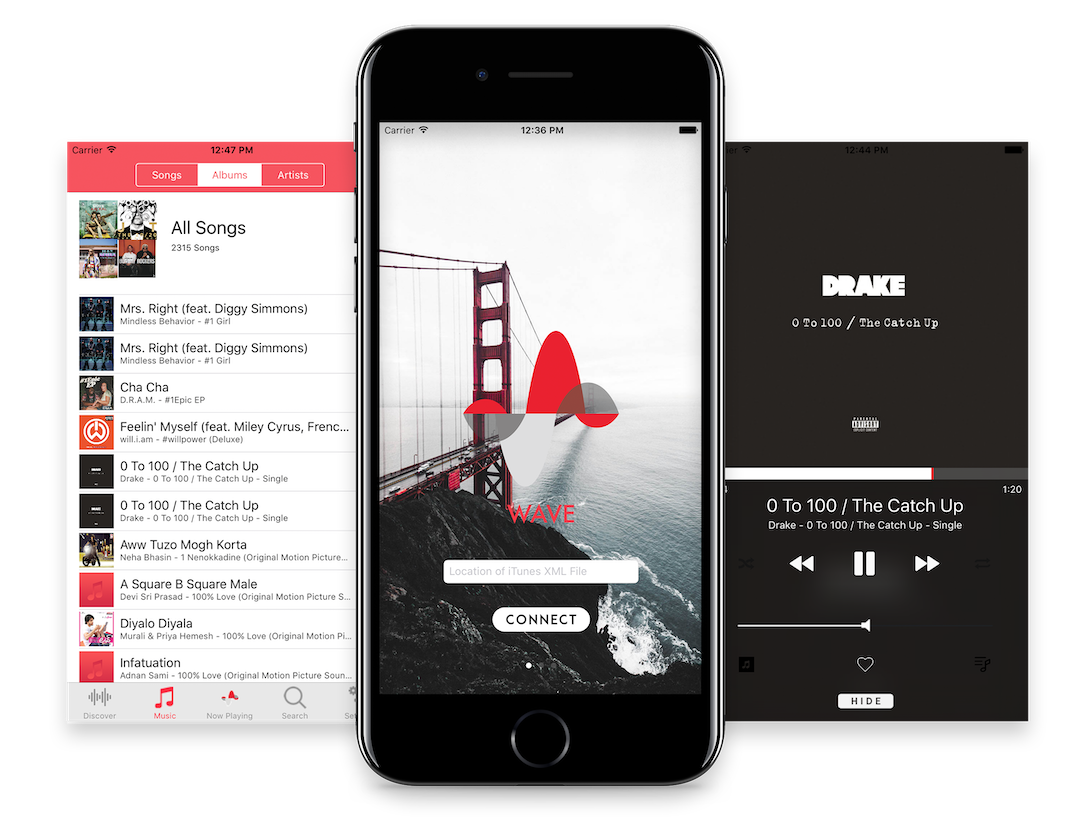 Carrier
12:47 PM
Songs
Albums
Artists
All Songs
2315 Songs
Mrs. Right (feat. Diggy Simmons)
Mindless Behavior - #1 Girl
Mrs. Right (feat. Diggy Simmons)
Mindless Behavior - #1 Girl
Cha Cha
D.R.A.M. - #1Epic EP
Feelin' Myself (feat. Miley Cyrus, Frenc...
will.i.am - #willpower (Deluxe)
0 To 100 / The Catch Up
Drake - 0 To 100 / The Catch Up - Single
0 To 100 / The Catch Up
Drake - 0 To 100 / The Catch Up - Single
Aww Tuzo Mogh Korta
Neha Bhasin - 1 Nenokkadine (Original Motion Picture...
A Square B Square Male
Devi Sri Prasad - 100% Love (Original Motion Picture S...
Diyalo Diyala
Murali & Priya Hemesh - 100% Love (Original Motion Pi...
Infatuation
Adnan Sami - 100% Love (Original Motion Picture Soun...
Discover
Music
Now Playing
Search
Se
Carrier
12:36 PM
WAVE
Location of iTunes XML File
CONNECT
er
12:44 PM
DRAKE
0 To 100 / The Catch Up
PARENTAL
ADVISORY
EXPLICIT CONTENT
1:20
0 To 100 / The Catch Up
Drake - 0 To 100 / The Catch Up - Single
HIDE